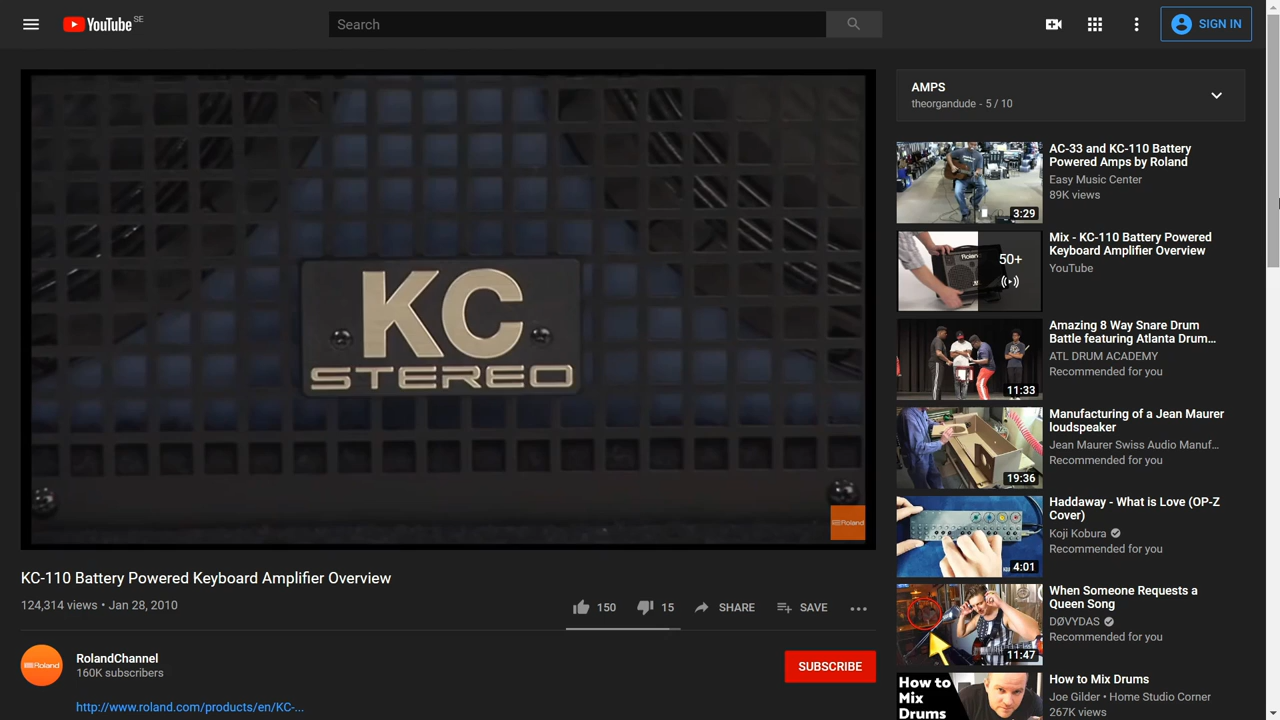 YouTube SE
Search
SIGN IN
KC
STEREO
Roland
KC-110 Battery Powered Keyboard Amplifier Overview
124,314 views • Jan 28, 2010
150
15
SHARE
SAVE
Roland
RolandChannel
160K subscribers
SUBSCRIBE
http://www.roland.com/products/en/KC-...
AMPS
theorgandude - 5 / 10
3:29
AC-33 and KC-110 Battery
Powered Amps by Roland
Easy Music Center
89K views
Roland
50+
Mix - KC-110 Battery Powered
Keyboard Amplifier Overview
YouTube
11:33
Amazing 8 Way Snare Drum
Battle featuring Atlanta Drum...
ATL DRUM ACADEMY
Recommended for you
19:36
Manufacturing of a Jean Maurer
loudspeaker
Jean Maurer Swiss Audio Manuf...
Recommended for you
4:01
Haddaway - What is Love (OP-Z
Cover)
Koji Kobura
Recommended for you
11:47
When Someone Requests a
Queen Song
DØVYDAS
Recommended for you
How to
Mix
Drums
How to Mix Drums
Joe Gilder • Home Studio Corner
267K views